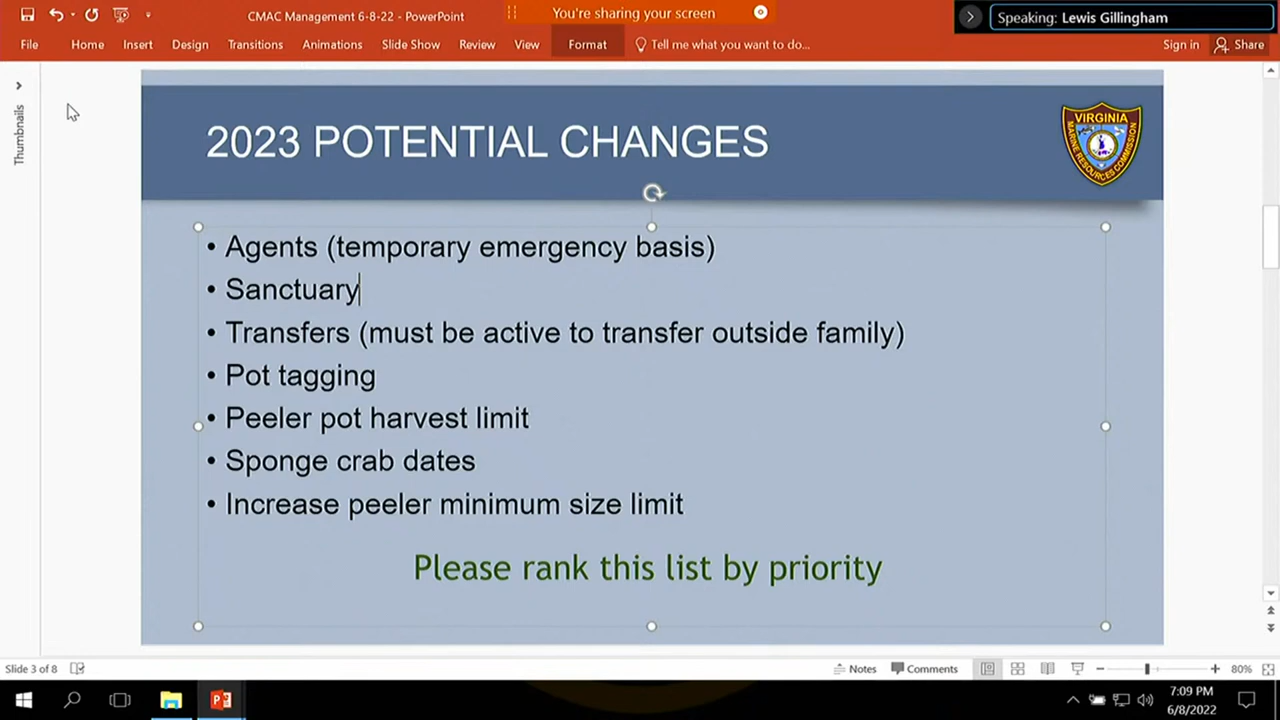 CMAC Management 6-8-22 - PowerPoint
You're sharing your screen
Speaking: Lewis Gillingham
File Home Insert Design Transitions Animations Slide Show Review View Format Tell me what you want to do... Sign in Share
Thumbnails
2023 POTENTIAL CHANGES
VIRGINIA
MARINE RESOURCES COMMISSION
• Agents (temporary emergency basis)
• Sanctuary
• Transfers (must be active to transfer outside family)
• Pot tagging
• Peeler pot harvest limit
• Sponge crab dates
• Increase peeler minimum size limit
Please rank this list by priority
Slide 3 of 8 Notes Comments 80%
7:09 PM
6/8/2022